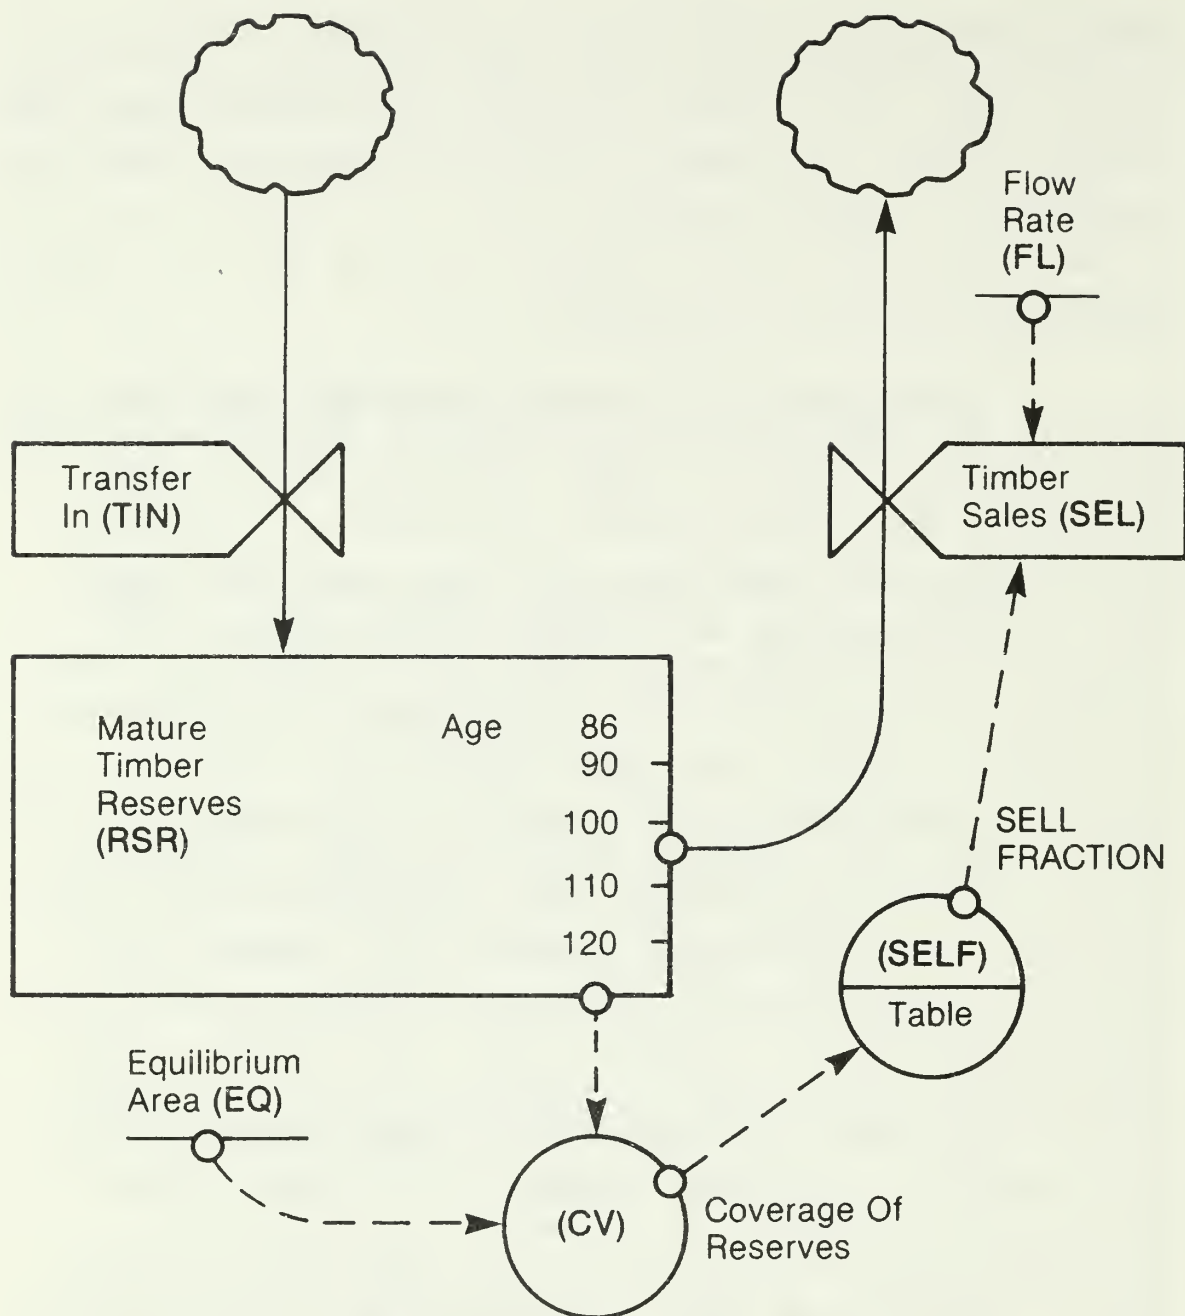 Flow
Rate
(FL)
Transfer
In (TIN)
Timber
Sales (SEL)
Mature
Timber
Reserves
(RSR)
Age 86
90
100
110
120
SELL
FRACTION
(SELF)
Table
Equilibrium
Area (EQ)
(CV)
Coverage Of
Reserves